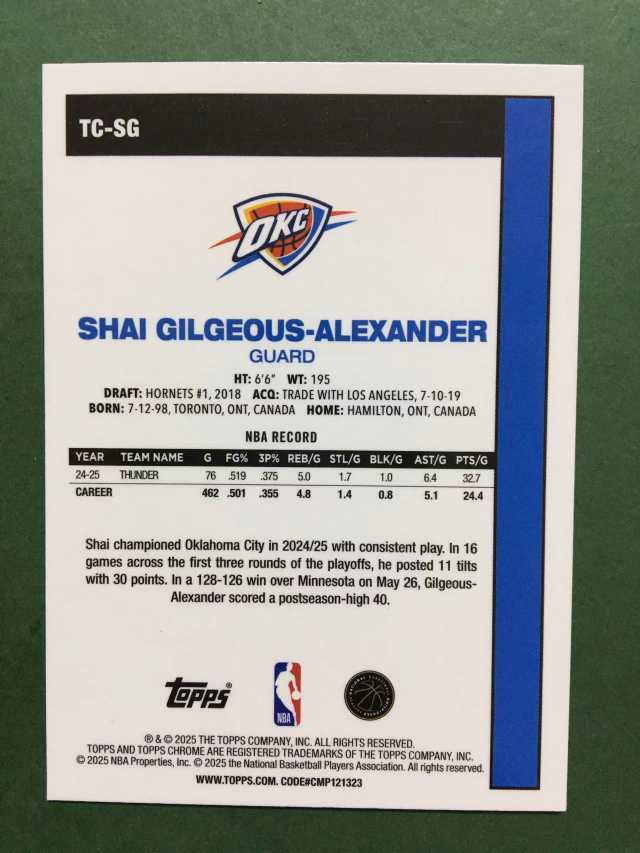 TC-SG
OKC
SHAI GILGEOUS-ALEXANDER
GUARD
HT: 6'6" WT: 195
DRAFT: HORNETS #1, 2018 ACQ: TRADE WITH LOS ANGELES, 7-10-19
BORN: 7-12-98, TORONTO, ONT, CANADA HOME: HAMILTON, ONT, CANADA
NBA RECORD
YEAR TEAM NAME G FG% 3P% REB/G STL/G BLK/G AST/G PTS/G
24-25 THUNDER 76 .519 .375 5.0 1.7 1.0 6.4 32.7
CAREER 462 .501 .355 4.8 1.4 0.8 5.1 24.4
Shai championed Oklahoma City in 2024/25 with consistent play. In 16
games across the first three rounds of the playoffs, he posted 11 tilts
with 30 points. In a 128-126 win over Minnesota on May 26, Gilgeous-
Alexander scored a postseason-high 40.
topps®
NBA
® & © 2025 THE TOPPS COMPANY, INC. ALL RIGHTS RESERVED.
TOPPS AND TOPPS CHROME ARE REGISTERED TRADEMARKS OF THE TOPPS COMPANY, INC.
© 2025 NBA Properties, Inc. © 2025 the National Basketball Players Association. All rights reserved.
WWW.TOPPS.COM. CODE#CMP121323